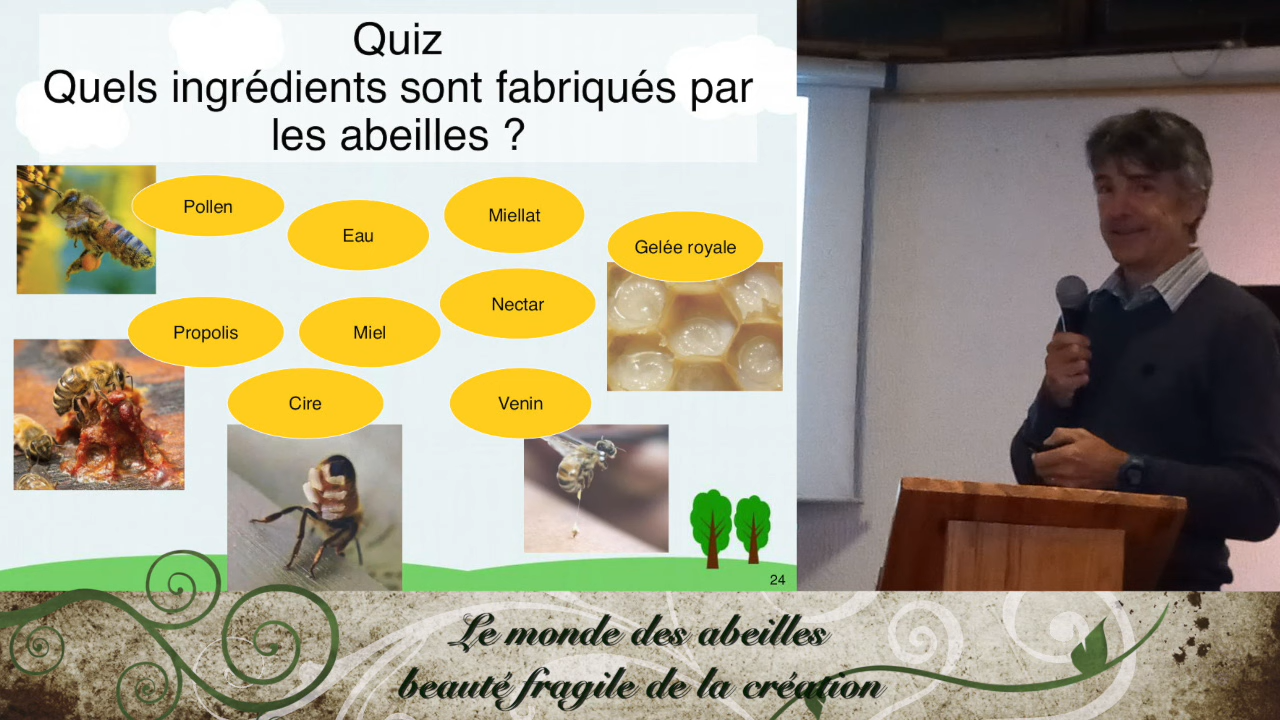 Quiz
Quels ingrédients sont fabriqués par
les abeilles ?
Pollen
Eau
Miellat
Gelée royale
Propolis
Miel
Nectar
Cire
Venin
24
Le monde des abeilles
beauté fragile de la création